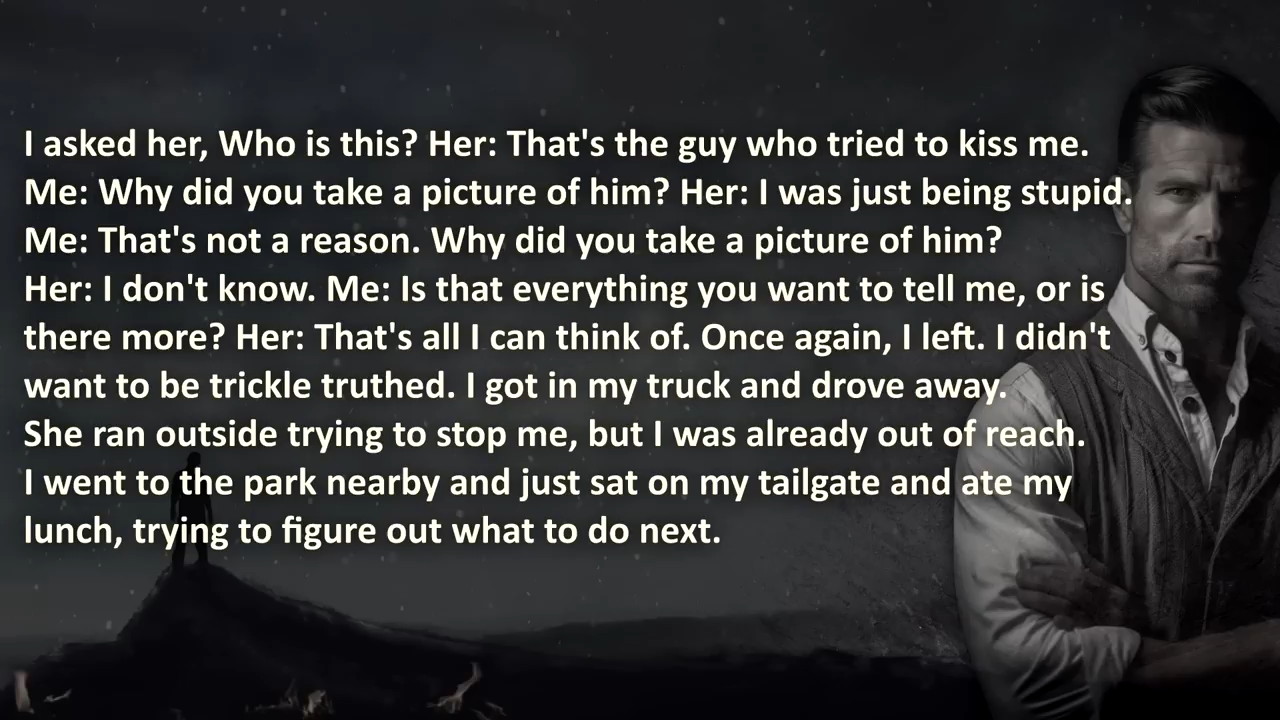 I asked her, Who is this? Her: That's the guy who tried to kiss me.
Me: Why did you take a picture of him? Her: I was just being stupid.
Me: That's not a reason. Why did you take a picture of him?
Her: I don't know. Me: Is that everything you want to tell me, or is
there more? Her: That's all I can think of. Once again, I left. I didn't
want to be trickle truthed. I got in my truck and drove away.
She ran outside trying to stop me, but I was already out of reach.
I went to the park nearby and just sat on my tailgate and ate my
lunch, trying to figure out what to do next.